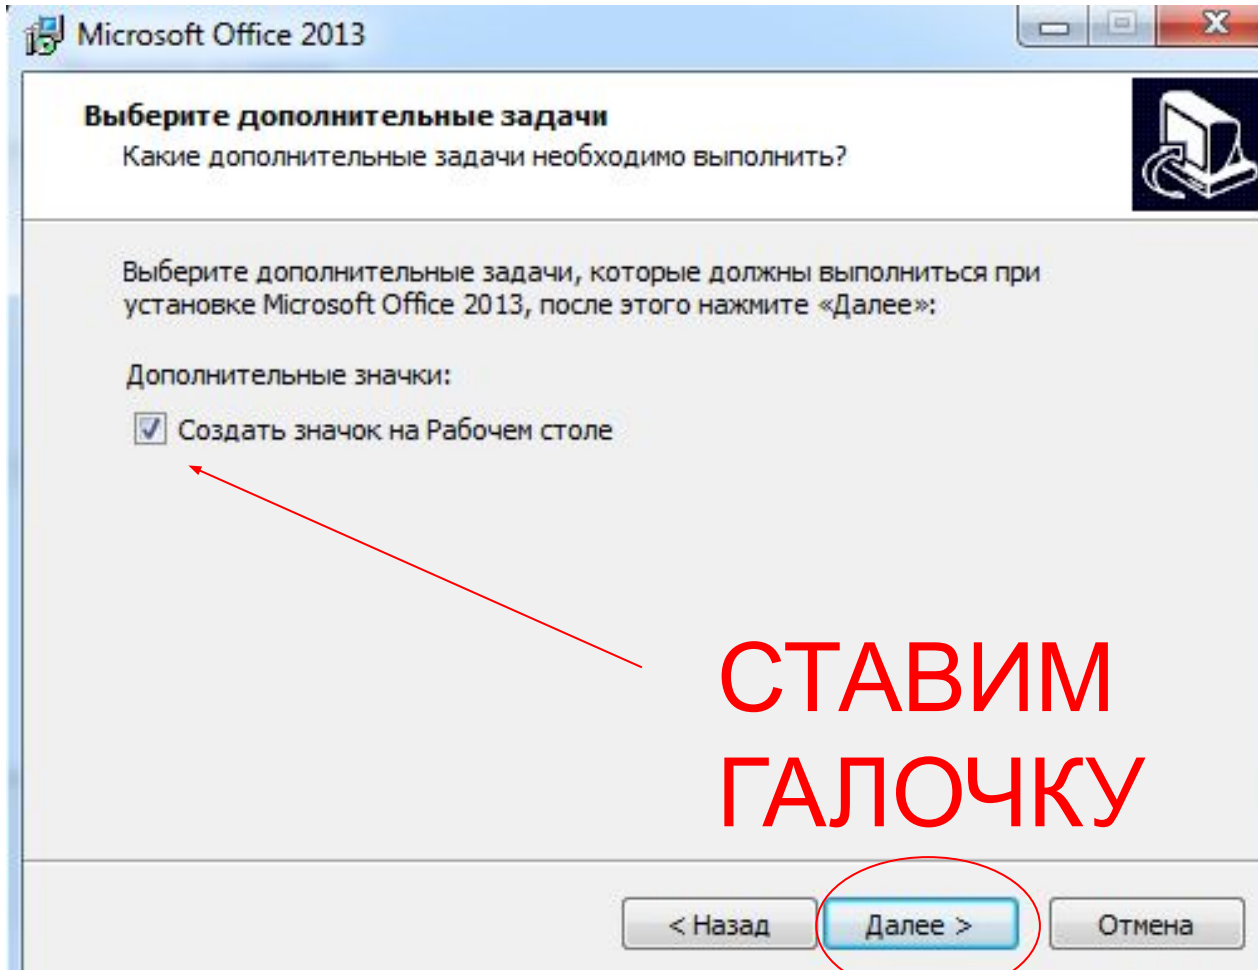 Microsoft Office 2013
Выберите дополнительные задачи
Какие дополнительные задачи необходимо выполнить?
Выберите дополнительные задачи, которые должны выполниться при
установке Microsoft Office 2013, после этого нажмите «Далее»:
Дополнительные значки:
Создать значок на Рабочем столе
СТАВИМ
ГАЛОЧКУ
< Назад
Далее >
Отмена